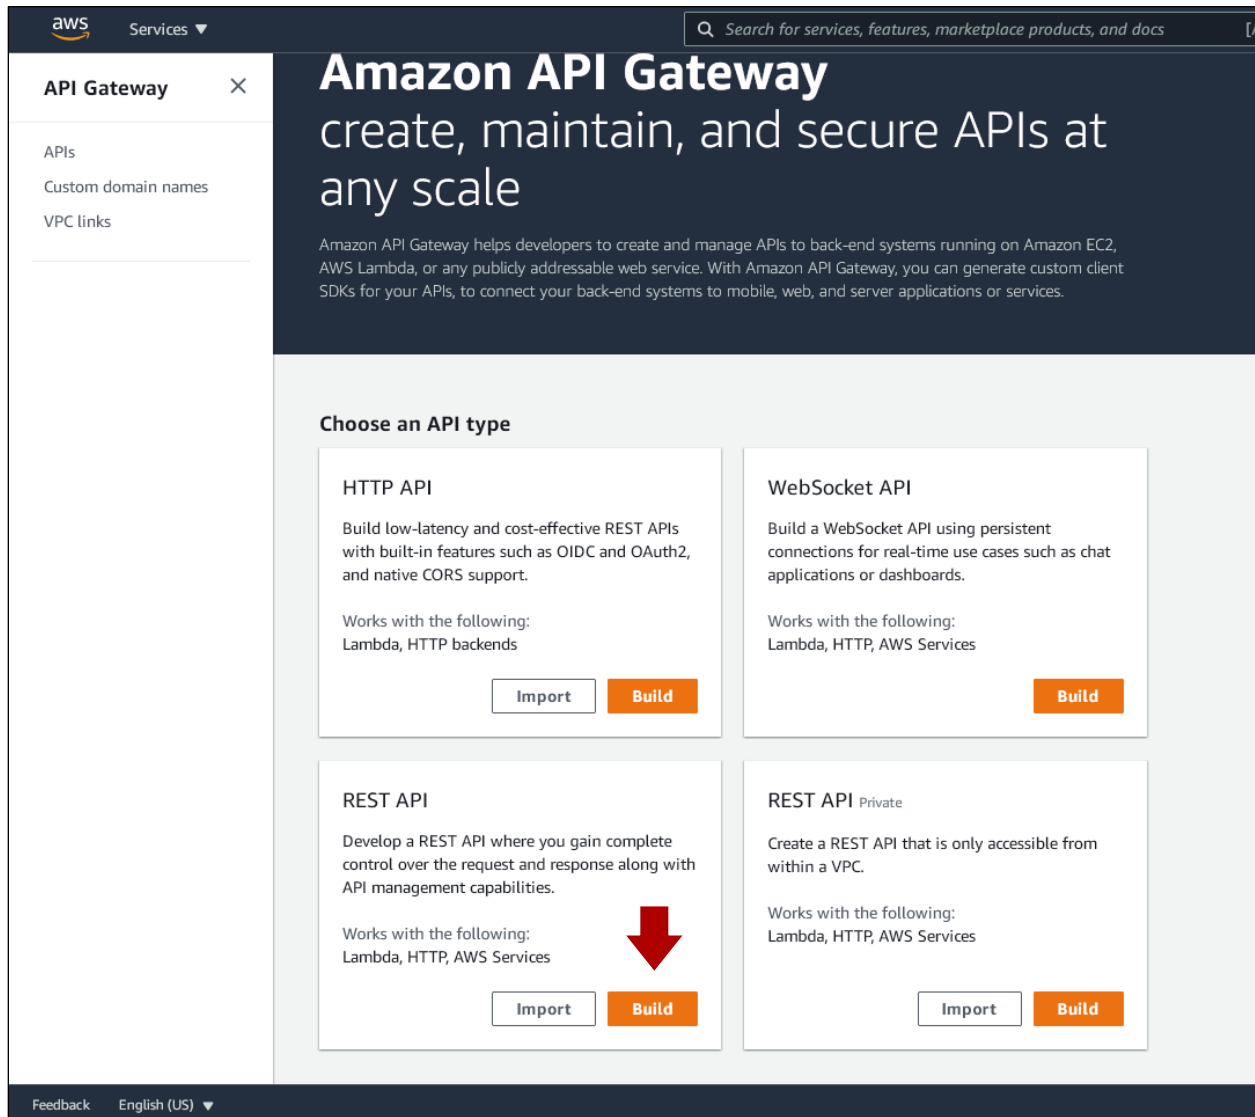 aws
Services ▼
Search for services, features, marketplace products, and docs
API Gateway
APIs
Custom domain names
VPC links
Amazon API Gateway
create, maintain, and secure APIs at
any scale
Amazon API Gateway helps developers to create and manage APIs to back-end systems running on Amazon EC2,
AWS Lambda, or any publicly addressable web service. With Amazon API Gateway, you can generate custom client
SDKs for your APIs, to connect your back-end systems to mobile, web, and server applications or services.
Choose an API type
HTTP API
Build low-latency and cost-effective REST APIs
with built-in features such as OIDC and OAuth2,
and native CORS support.
Works with the following:
Lambda, HTTP backends
Import
Build
WebSocket API
Build a WebSocket API using persistent
connections for real-time use cases such as chat
applications or dashboards.
Works with the following:
Lambda, HTTP, AWS Services
Build
REST API
Develop a REST API where you gain complete
control over the request and response along with
API management capabilities.
Works with the following:
Lambda, HTTP, AWS Services
Import
Build
REST API Private
Create a REST API that is only accessible from
within a VPC.
Works with the following:
Lambda, HTTP, AWS Services
Import
Build
Feedback
English (US) ▼